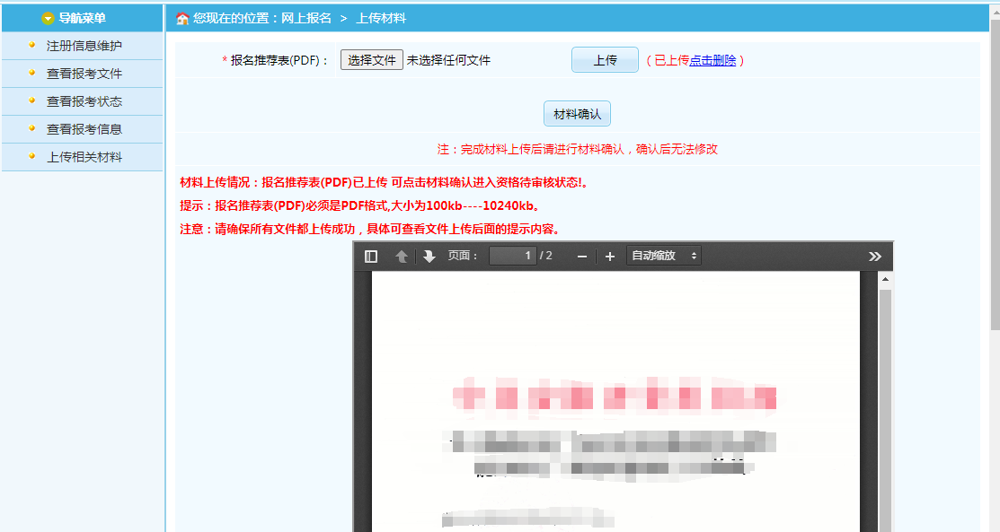 导航菜单
注册信息维护
查看报考文件
查看报考状态
查看报考信息
上传相关材料
您现在的位置：网上报名 > 上传材料
* 报名推荐表(PDF)： 选择文件 未选择任何文件 上传 （已上传点击删除）
材料确认
注：完成材料上传后请进行材料确认，确认后无法修改
材料上传情况：报名推荐表(PDF)已上传 可点击材料确认进入资格待审核状态!。
提示：报名推荐表(PDF)必须是PDF格式,大小为100kb----10240kb。
注意：请确保所有文件都上传成功，具体可查看文件上传后面的提示内容。
页面： 1 / 2 自动缩放